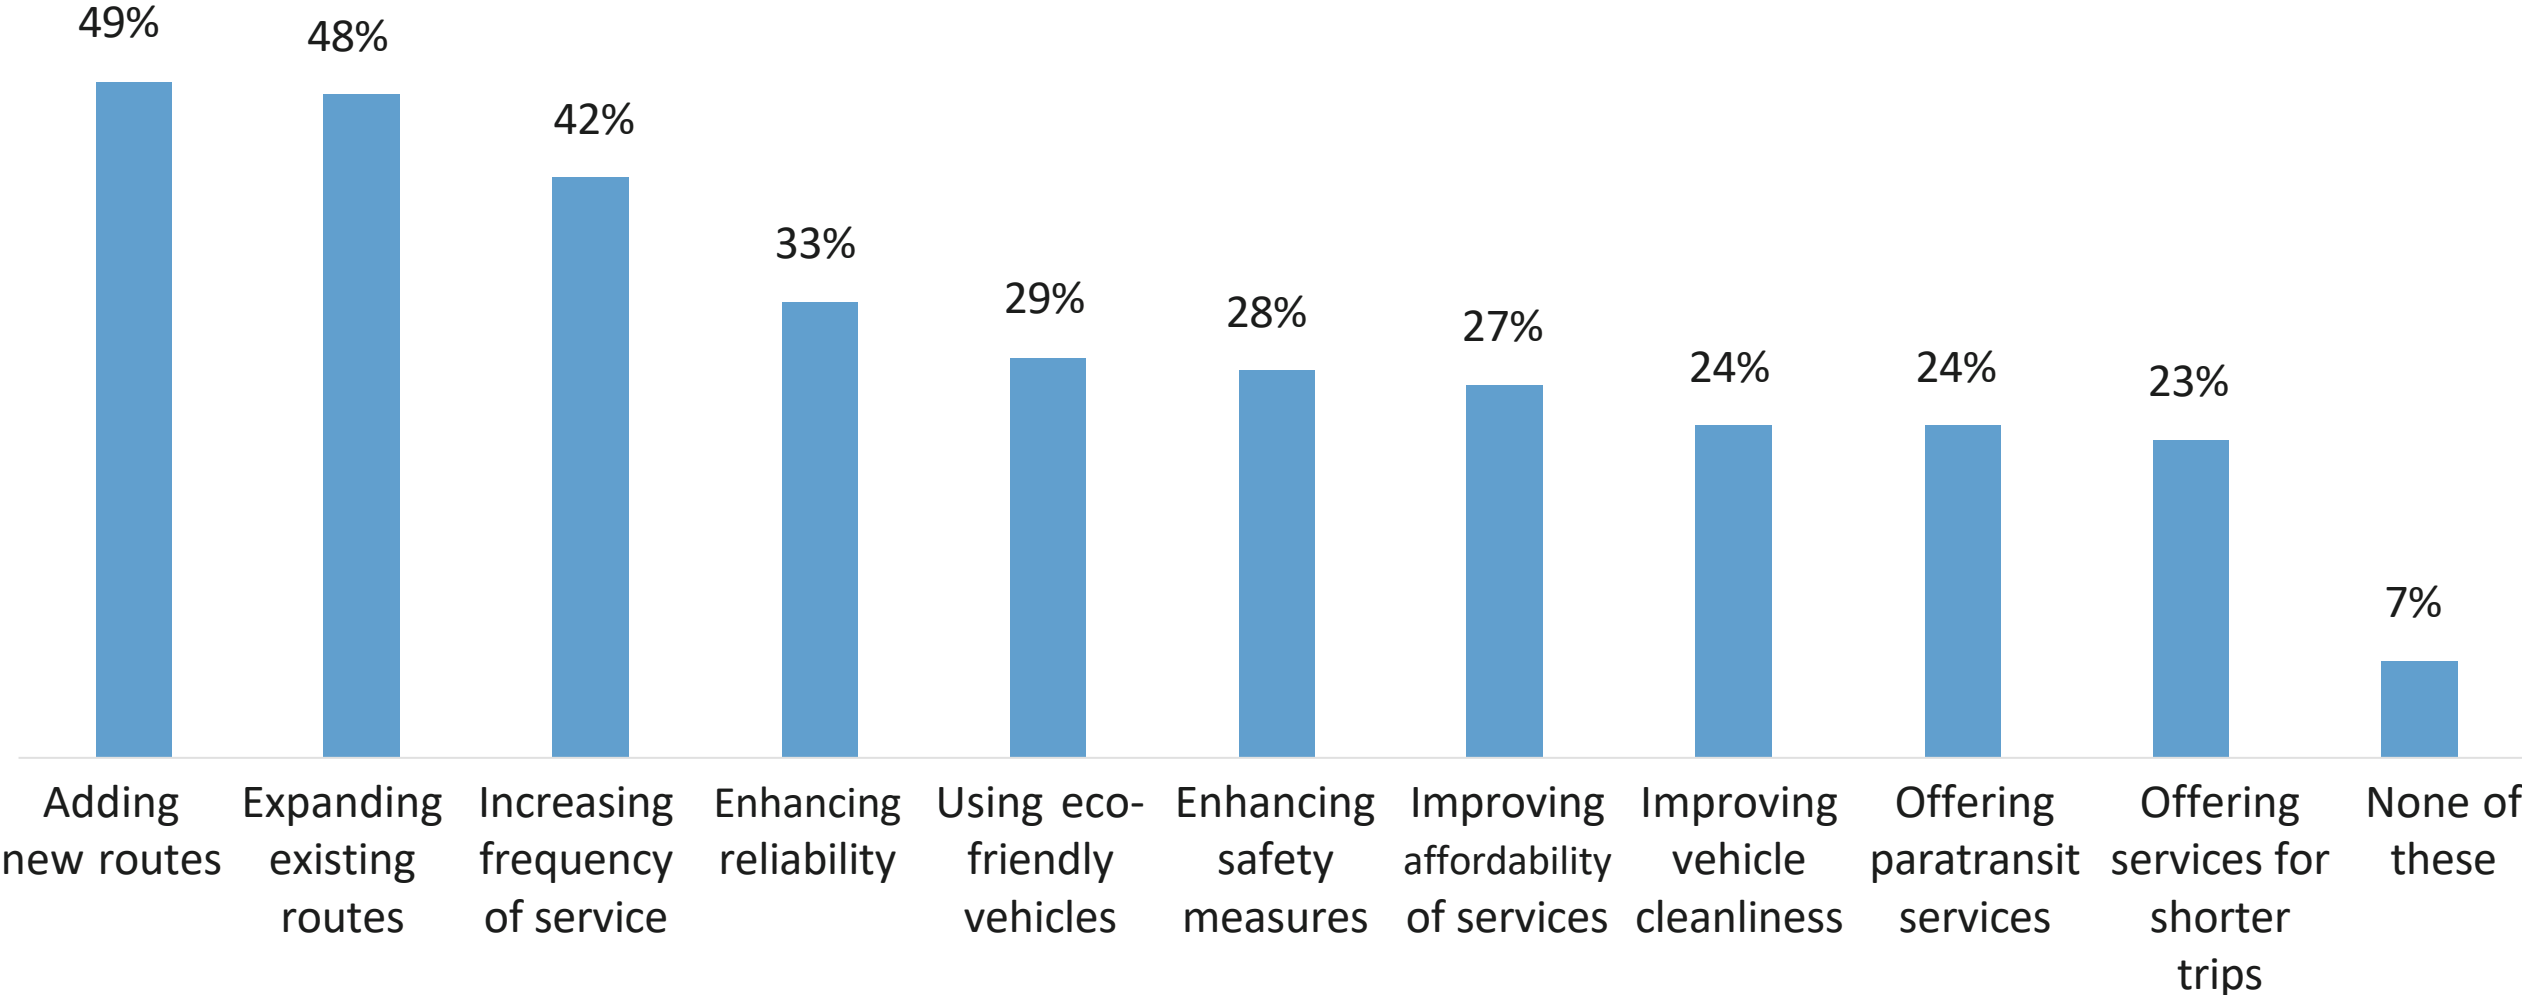 49%
48%
42%
33%
29%
28%
27%
24%
24%
23%
7%
Adding
new routes
Expanding
existing
routes
Increasing
frequency
of service
Enhancing
reliability
Using eco-
friendly
vehicles
Enhancing
safety
measures
Improving
affordability
of services
Improving
vehicle
cleanliness
Offering
paratransit
services
Offering
services for
shorter
trips
None of
these